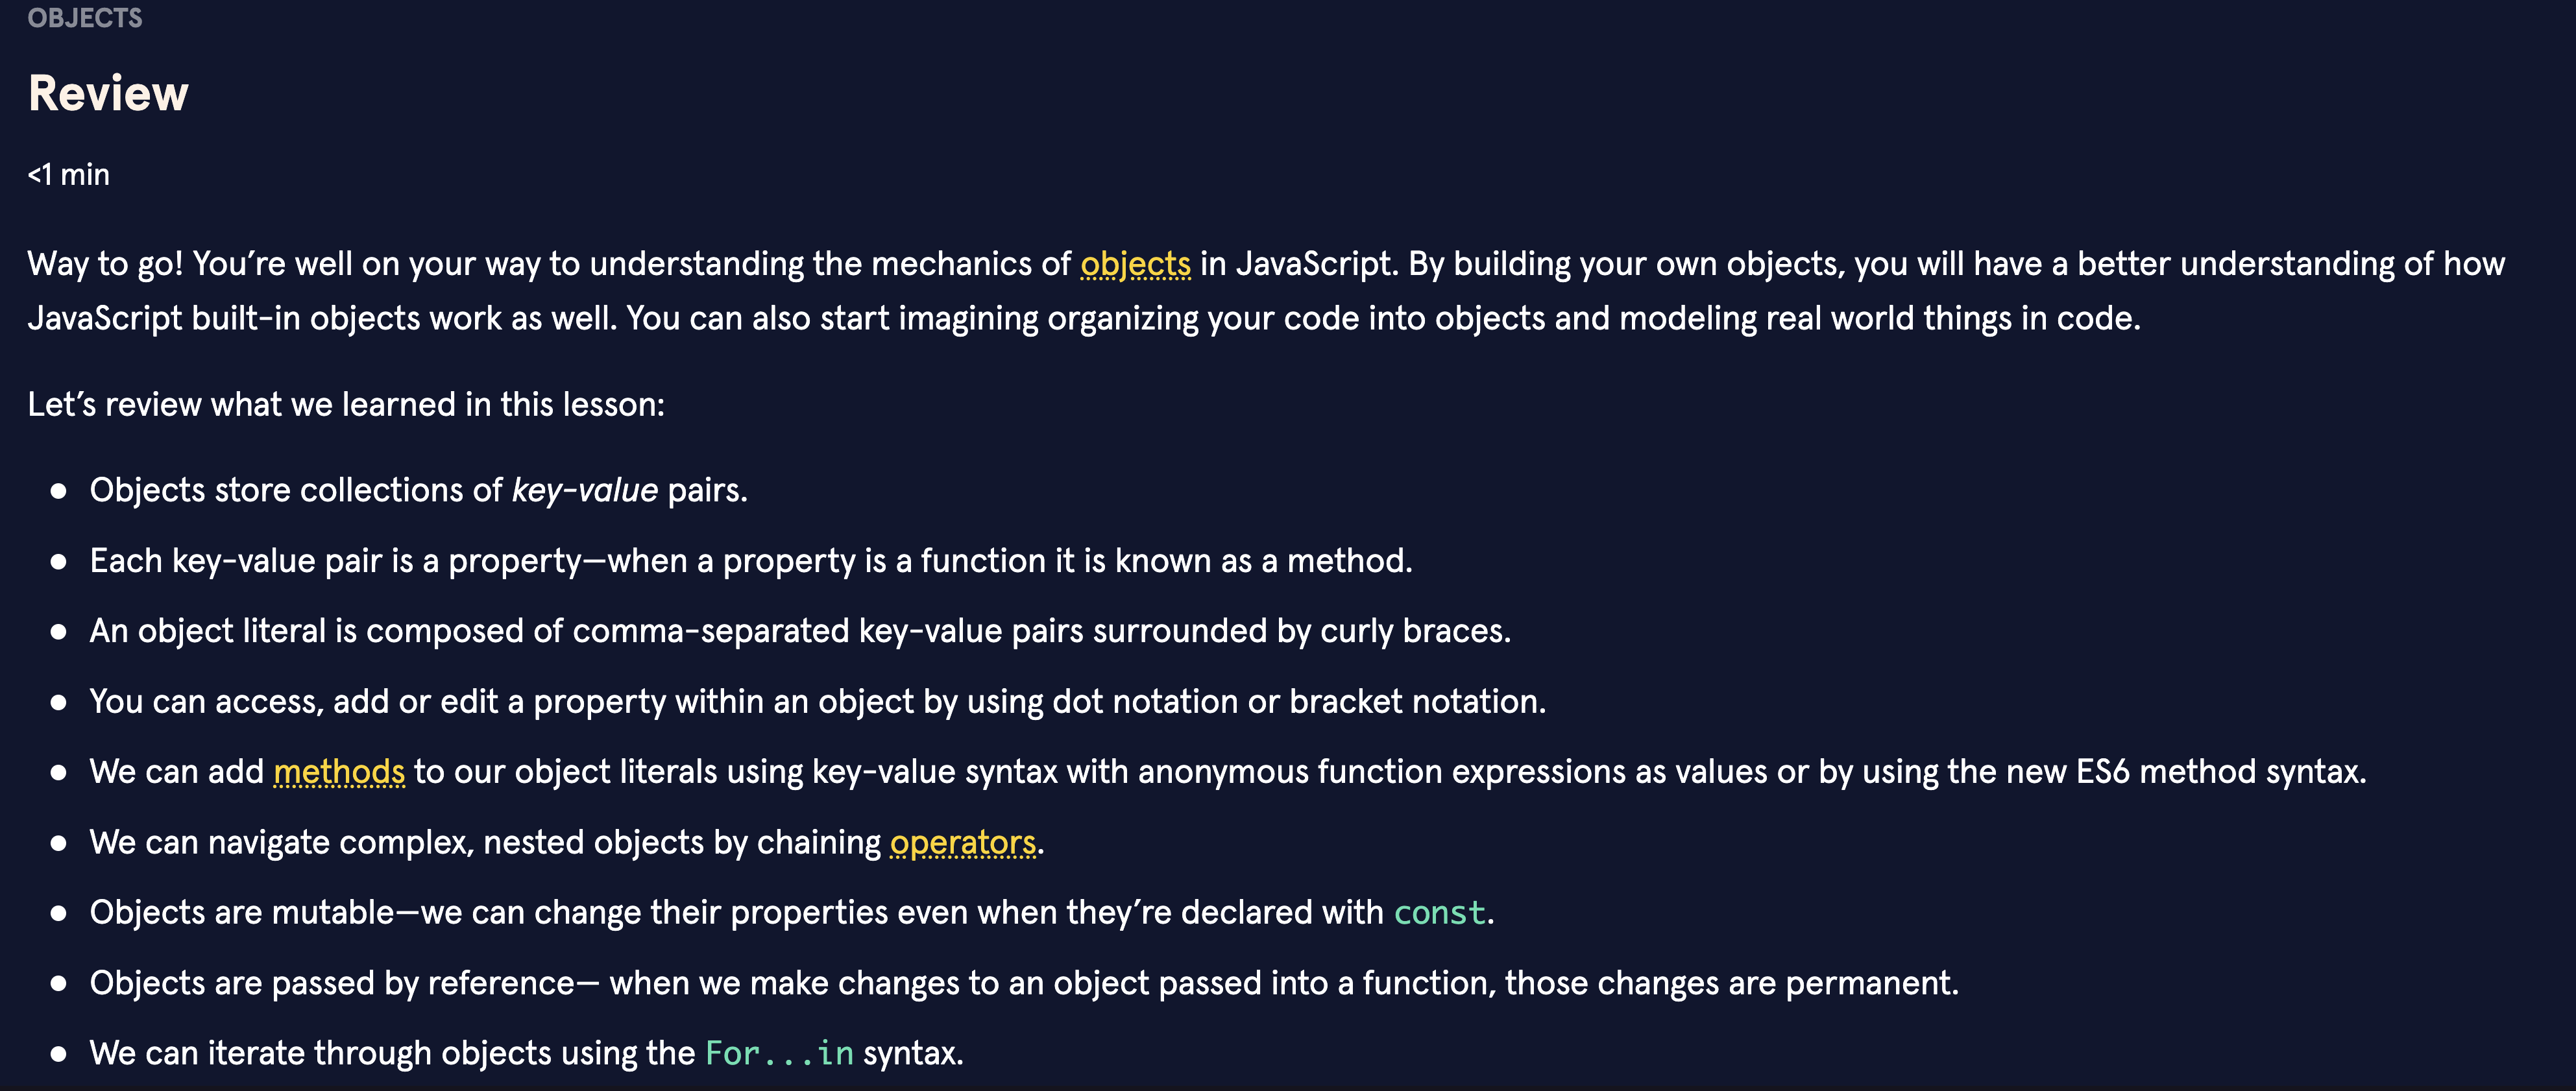 OBJECTS
Review
<1 min
Way to go! You’re well on your way to understanding the mechanics of objects in JavaScript. By building your own objects, you will have a better understanding of how
JavaScript built-in objects work as well. You can also start imagining organizing your code into objects and modeling real world things in code.
Let’s review what we learned in this lesson:
● Objects store collections of key-value pairs.
● Each key-value pair is a property—when a property is a function it is known as a method.
● An object literal is composed of comma-separated key-value pairs surrounded by curly braces.
● You can access, add or edit a property within an object by using dot notation or bracket notation.
● We can add methods to our object literals using key-value syntax with anonymous function expressions as values or by using the new ES6 method syntax.
● We can navigate complex, nested objects by chaining operators.
● Objects are mutable—we can change their properties even when they’re declared with const.
● Objects are passed by reference— when we make changes to an object passed into a function, those changes are permanent.
● We can iterate through objects using the For...in syntax.